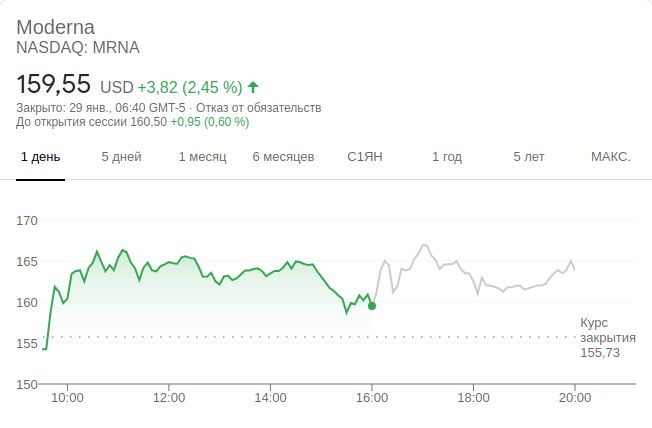 Moderna
NASDAQ: MRNA
159,55 USD +3,82 (2,45 %)
Закрыто: 29 янв., 06:40 GMT-5 · Отказ от обязательств
До открытия сессии 160,50 +0,95 (0,60 %)
1 день 5 дней 1 месяц 6 месяцев С1ЯН 1 год 5 лет МАКС.
170
165
160
Курс
закрытия
155
155,73
150
10:00 12:00 14:00 16:00 18:00 20:00